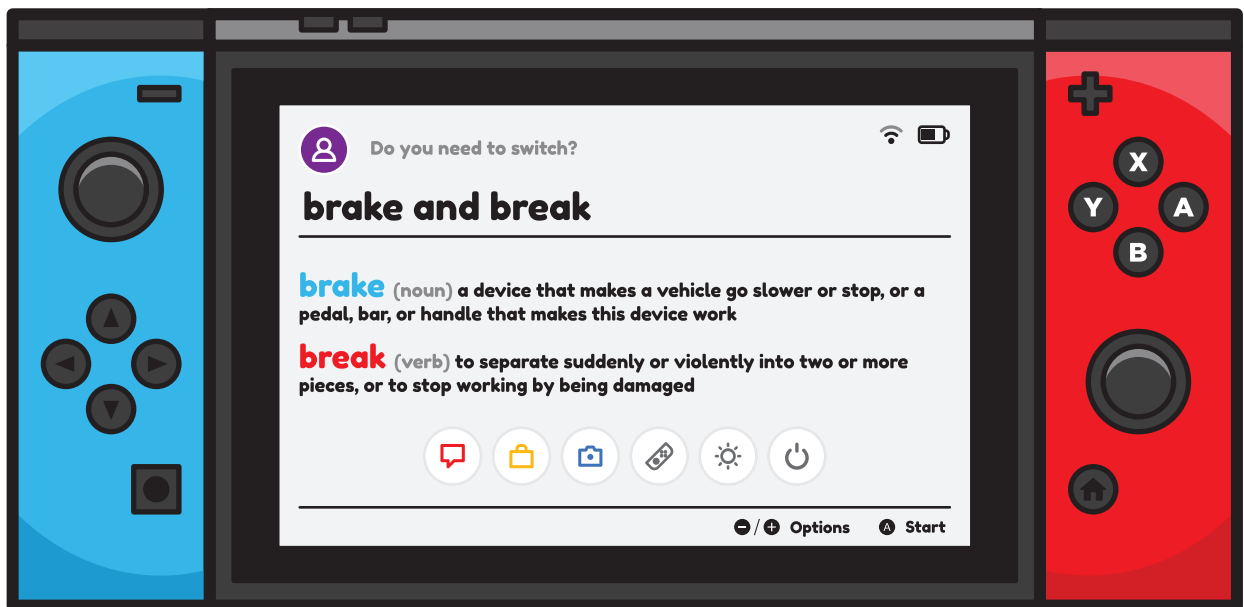 Do you need to switch?
brake and break
brake (noun) a device that makes a vehicle go slower or stop, or a
pedal, bar, or handle that makes this device work
break (verb) to separate suddenly or violently into two or more
pieces, or to stop working by being damaged
X
Y A
B
−/+ Options A Start